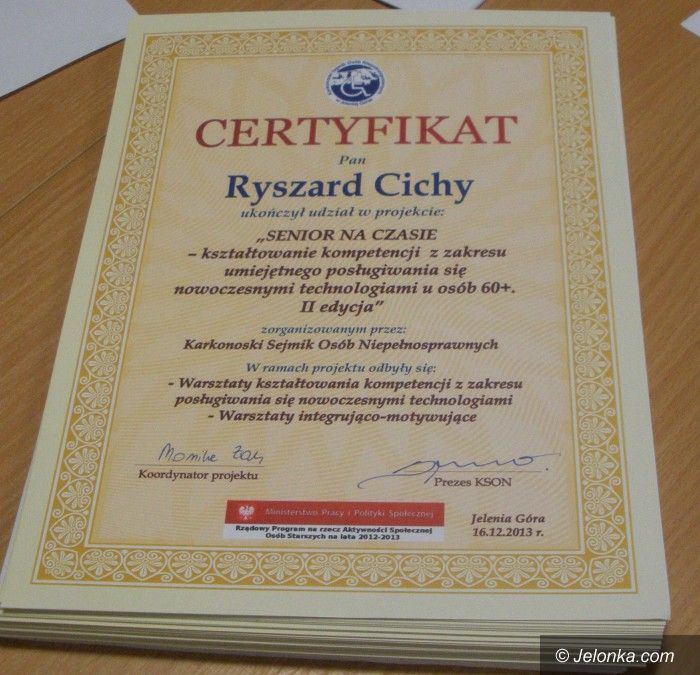 CERTYFIKAT
Pan
Ryszard Cichy
ukończył udział w projekcie:
„SENIOR NA CZASIE
– kształtowanie kompetencji z zakresu
umiejętnego posługiwania się
nowoczesnymi technologiami u osób 60+.
II edycja”
zorganizowanym przez:
Karkonoski Sejmik Osób Niepełnosprawnych
W ramach projektu odbyły się:
- Warsztaty kształtowania kompetencji z zakresu
posługiwania się nowoczesnymi technologiami
- Warsztaty integrująco-motywujące
Monika
Koordynator projektu
Prezes KSON
Ministerstwo Pracy i Polityki Społecznej
Rządowy Program na rzecz Aktywności Społecznej
Osób Starszych na lata 2012-2013
Jelenia Góra
16.12.2013 r.
© Jelonka.com